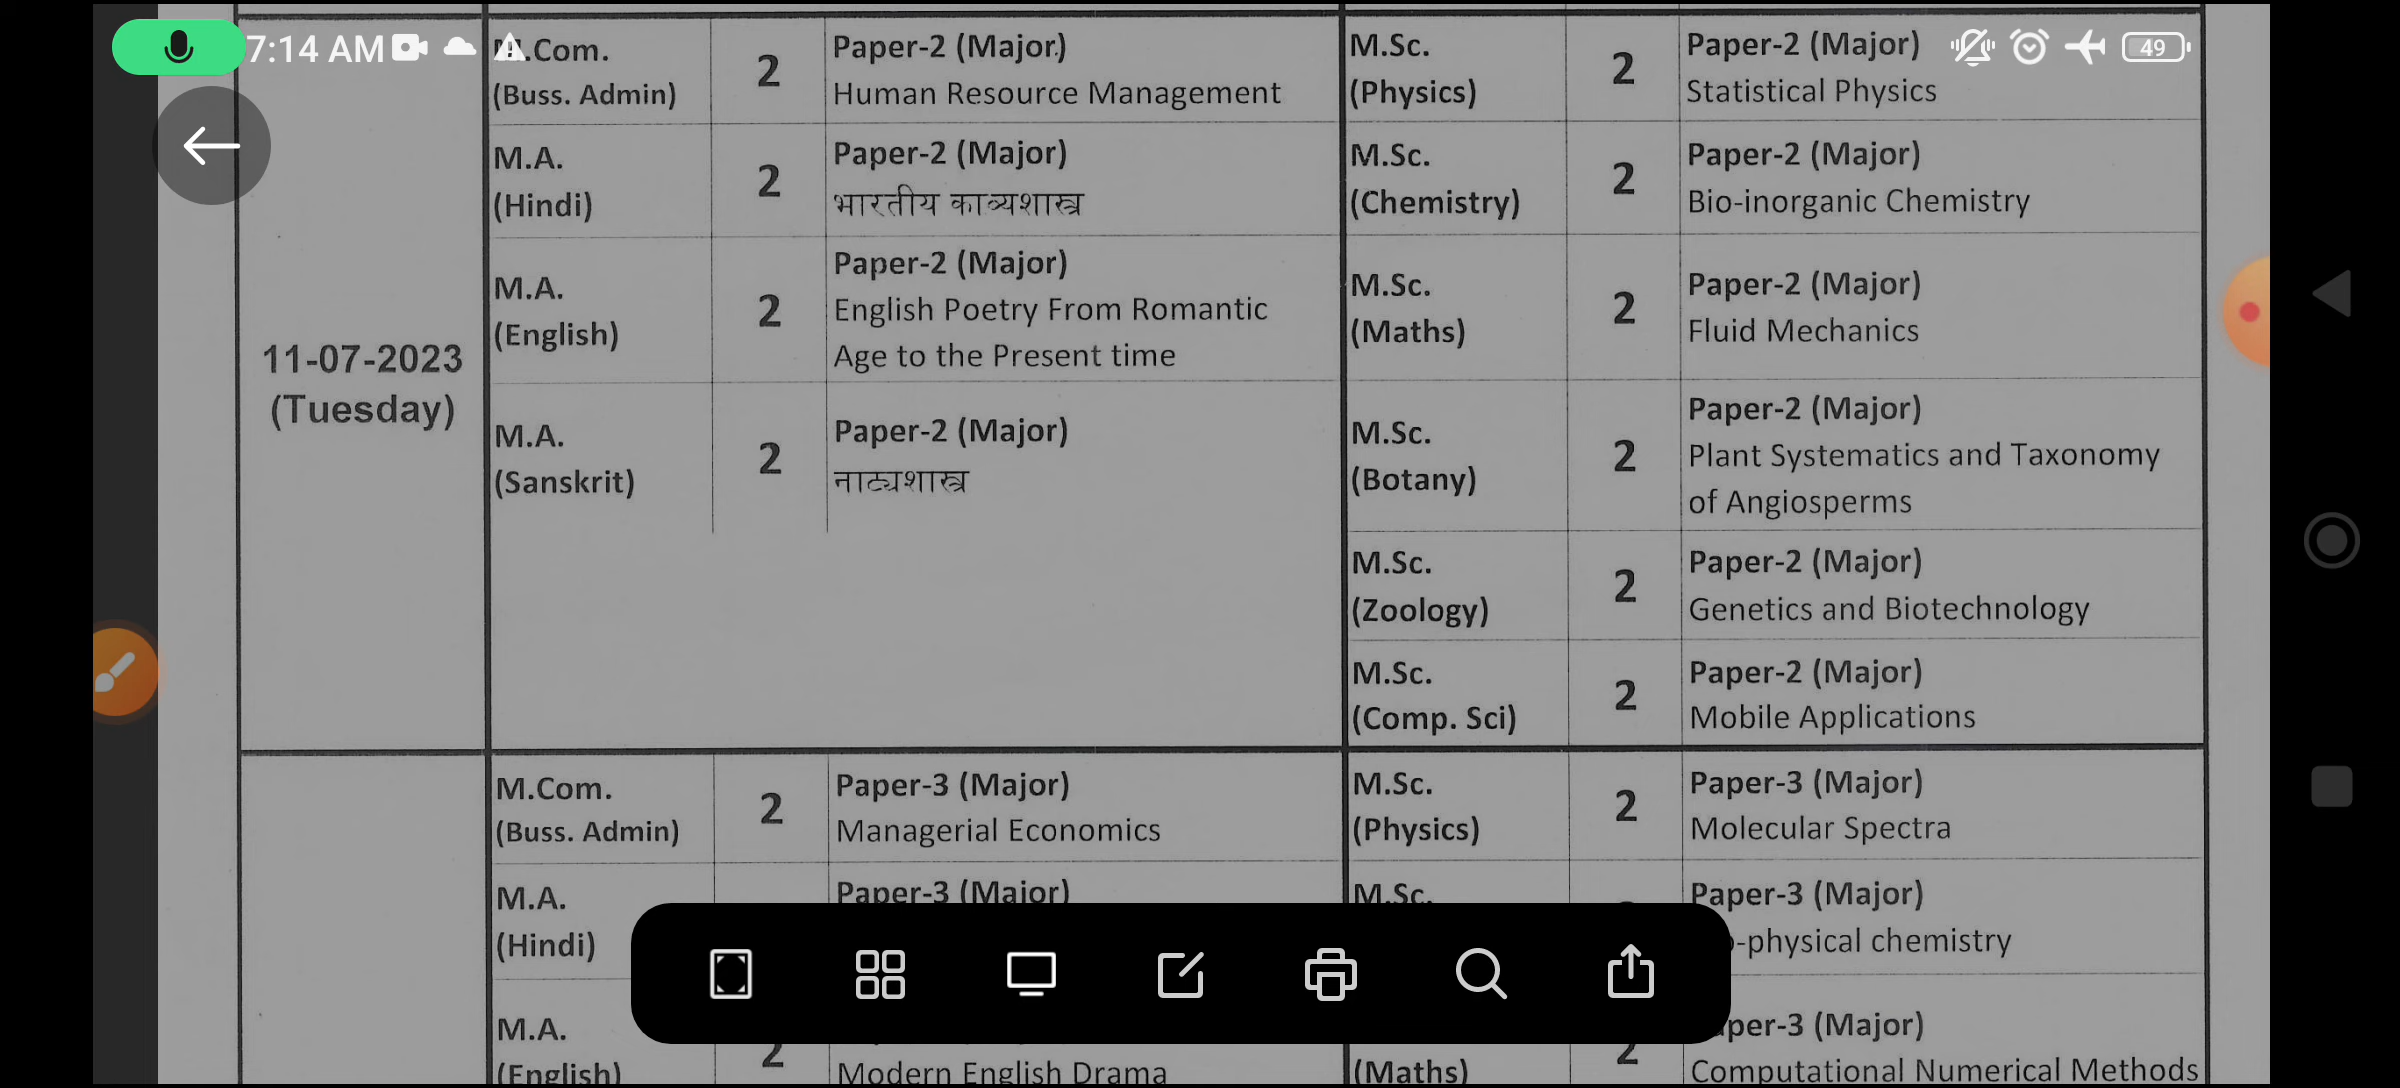 7:14 AM
49
11-07-2023
(Tuesday)
M.Com.
(Buss. Admin)
2
Paper-2 (Major)
Human Resource Management
M.Sc.
(Physics)
2
Paper-2 (Major)
Statistical Physics
M.A.
(Hindi)
2
Paper-2 (Major)
भारतीय काव्यशास्त्र
M.Sc.
(Chemistry)
2
Paper-2 (Major)
Bio-inorganic Chemistry
M.A.
(English)
2
Paper-2 (Major)
English Poetry From Romantic
Age to the Present time
M.Sc.
(Maths)
2
Paper-2 (Major)
Fluid Mechanics
M.A.
(Sanskrit)
2
Paper-2 (Major)
नाट्यशास्त्र
M.Sc.
(Botany)
2
Paper-2 (Major)
Plant Systematics and Taxonomy
of Angiosperms
M.Sc.
(Zoology)
2
Paper-2 (Major)
Genetics and Biotechnology
M.Sc.
(Comp. Sci)
2
Paper-2 (Major)
Mobile Applications
M.Com.
(Buss. Admin)
2
Paper-3 (Major)
Managerial Economics
M.Sc.
(Physics)
2
Paper-3 (Major)
Molecular Spectra
M.A.
(Hindi)
Paper-3 (Major)
M.Sc.
Paper-3 (Major)
-physical chemistry
M.A.
(English)
2
Modern English Drama
(Maths)
2
(Major)
Computational Numerical Methods